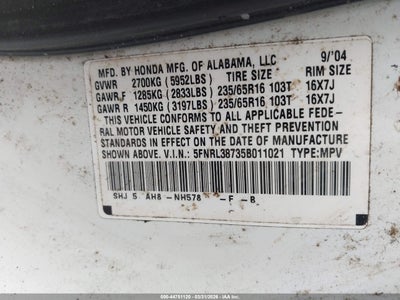 MFD. BY HONDA MFG. OF ALABAMA, LLC 9/'04
GVWR 2700KG (5952LBS) TIRE SIZE RIM SIZE
GAWR F 1285KG (2833LBS) 235/65R16 103T 16X7J
GAWR R 1450KG (3197LBS) 235/65R16 103T 16X7J
THIS VEHICLE CONFORMS TO ALL APPLICABLE FEDE-
RAL MOTOR VEHICLE SAFETY AND THEFT PREVENTION
STANDARDS IN EFFECT ON THE DATE OF MANUFACTURE
SHOWN ABOVE. V.I.N.: 5FNRL38735B011021 TYPE:MPV
SHJ 5 AH8 -NH578 -F -B
600-44751120 - 03/31/2026 - IAAI